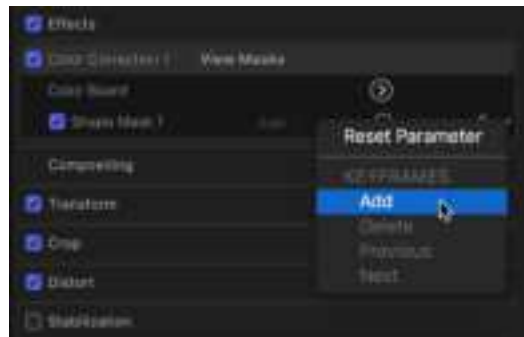 Effects
Color Correction 1 View Masks
Color Board
Shape Mask 1
Reset Parameter
Compositing
KEYFRAMES
Transform
Add
Delete
Crop
Previous
Next
Distort
Stabilization